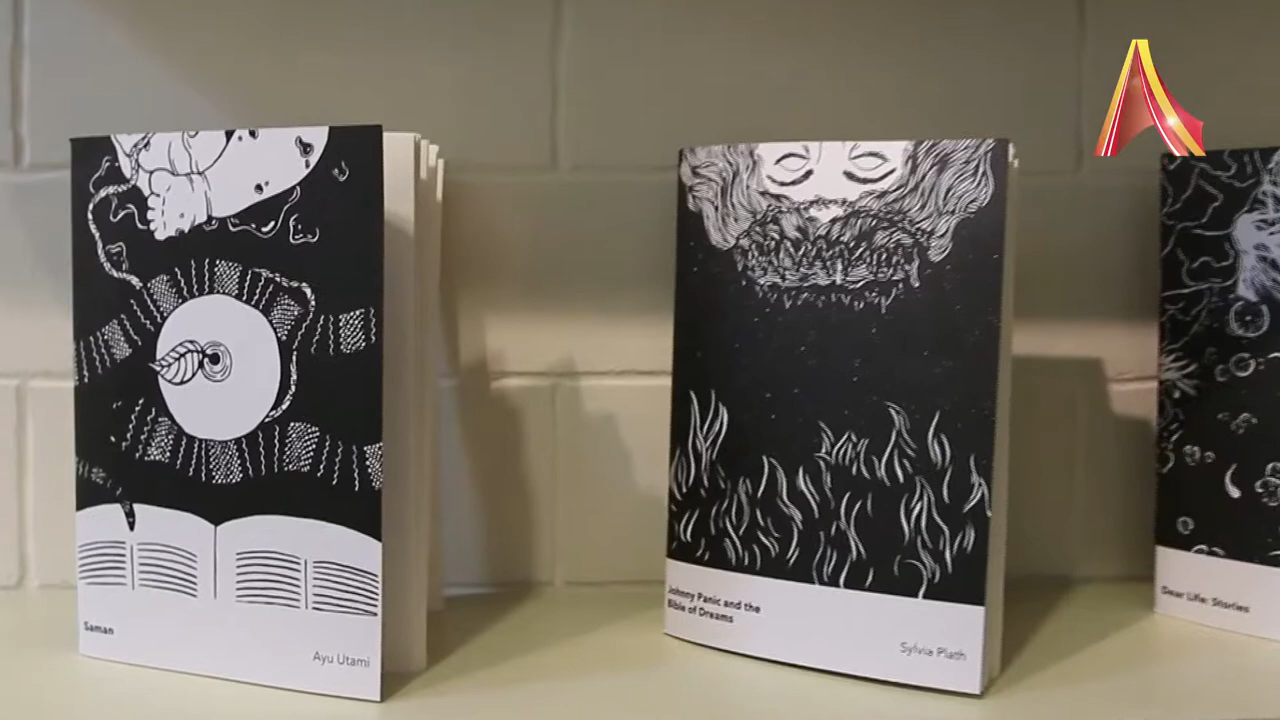 Saman
Ayu Utami
Johnny Panic and the
Bible of Dreams
Sylvia Plath
Dear Life: Stories